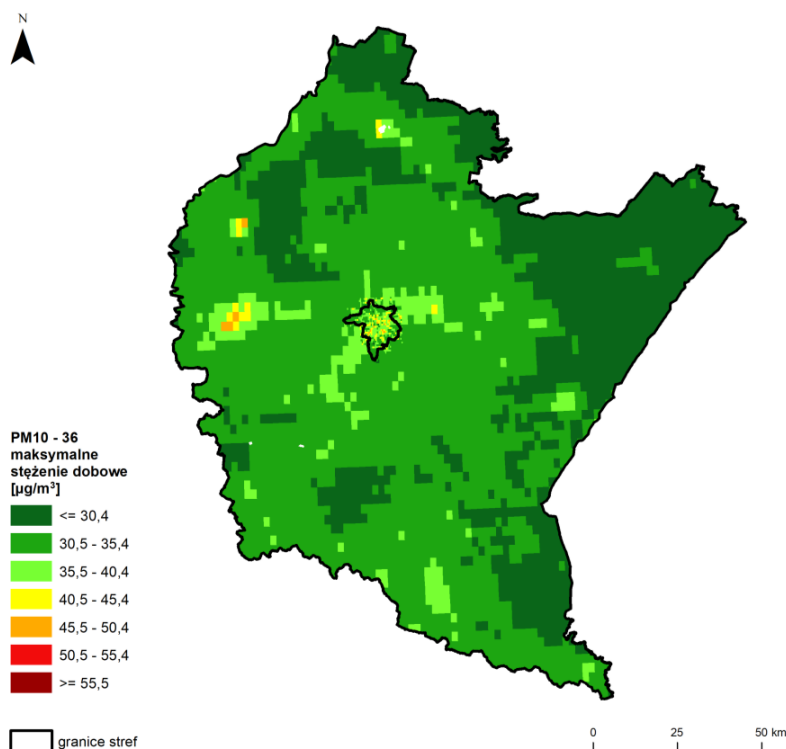 N
PM10 - 36
maksymalne
stężenie dobowe
[µg/m³]
<= 30,4
30,5 - 35,4
35,5 - 40,4
40,5 - 45,4
45,5 - 50,4
50,5 - 55,4
>= 55,5
granice stref
0 25 50 km